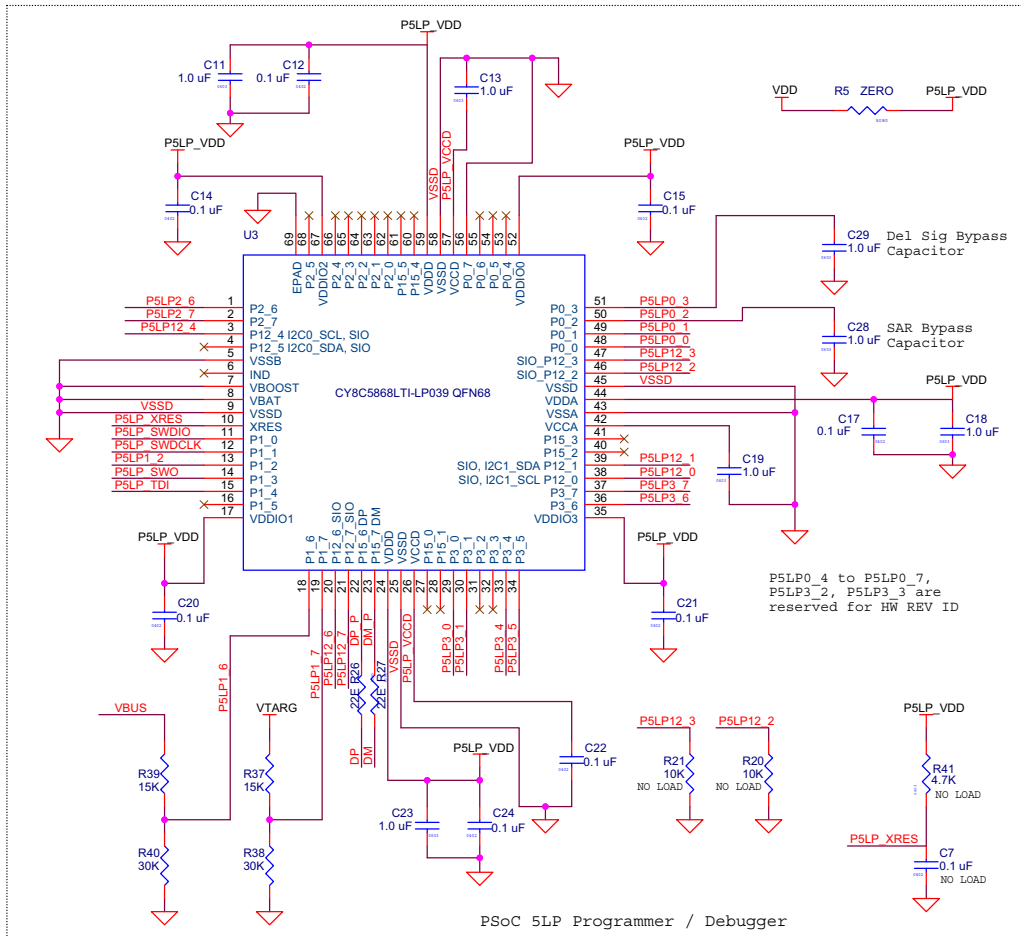 P5LP_VDD
C11
1.0 uF
C12
0.1 uF
C13
1.0 uF
VSSD
P5LP_VCCD
VDD
R5 ZERO
P5LP_VDD
P5LP_VDD
C14
0.1 uF
P5LP_VDD
C15
0.1 uF
U3
69 68 67 66 65 64 63 62 61 60 59 58 57 56 55 54 53 52
EPAD
P2_5
VDDIO2
P2_4
P2_3
P2_2
P2_1
P2_0
P15_5
P15_4
VDDD
VSSD
VCCD
P0_7
P0_6
P0_5
P0_4
VDDIO0
C29
1.0 uF
Del Sig Bypass
Capacitor
C28
1.0 uF
SAR Bypass
Capacitor
P5LP2_6 1 P2_6
P5LP2_7 2 P2_7
P5LP12_4 3 P12_4 I2C0_SCL, SIO
4 P12_5 I2C0_SDA, SIO
5 VSSB
6 IND
7 VBOOST
8 VBAT
VSSD 9 VSSD
P5LP_XRES 10 XRES
P5LP_SWDIO 11 P1_0
P5LP_SWDCLK 12 P1_1
P5LP1_2 13 P1_2
P5LP_SWO 14 P1_3
P5LP_TDI 15 P1_4
16 P1_5
17 VDDIO1
CY8C5868LTI-LP039 QFN68
P0_3 51 P5LP0_3
P0_2 50 P5LP0_2
P0_1 49 P5LP0_1
P0_0 48 P5LP0_0
SIO_P12_3 47 P5LP12_3
SIO_P12_2 46 P5LP12_2
VSSD 45 VSSD
VDDA 44
VSSA 43
VCCA 42
P15_3 41
P15_2 40
SIO, I2C1_SDA P12_1 39 P5LP12_1
SIO, I2C1_SCL P12_0 38 P5LP12_0
P3_7 37 P5LP3_7
P3_6 36 P5LP3_6
VDDIO3 35
P5LP_VDD
C17
0.1 uF
C18
1.0 uF
C19
1.0 uF
P1_6
P1_7
P12_6_SIO
P12_7_SIO
P15_6 DP
P15_7 DM
VDDD
VSSD
VCCD
P15_0
P15_1
P3_0
P3_1
P3_2
P3_3
P3_4
P3_5
18 19 20 21 22 23 24 25 26 27 28 29 30 31 32 33 34
P5LP_VDD
C20
0.1 uF
P5LP_VDD
C21
0.1 uF
P5LP0_4 to P5LP0_7,
P5LP3_2, P5LP3_3 are
reserved for HW REV ID
P5LP1_6
P5LP1_7
P5LP12_6
P5LP12_7
DP_P
DM_P
VSSD
P5LP_VCCD
P5LP3_0
P5LP3_1
P5LP3_4
P5LP3_5
22E R26
22E R27
DP
DM
VBUS
R39
15K
R40
30K
VTARG
R37
15K
R38
30K
P5LP_VDD
C23
1.0 uF
C24
0.1 uF
C22
0.1 uF
P5LP12_3
R21
10K
NO LOAD
P5LP12_2
R20
10K
NO LOAD
P5LP_VDD
R41
4.7K
NO LOAD
P5LP_XRES
C7
0.1 uF
NO LOAD
PSoC 5LP Programmer / Debugger